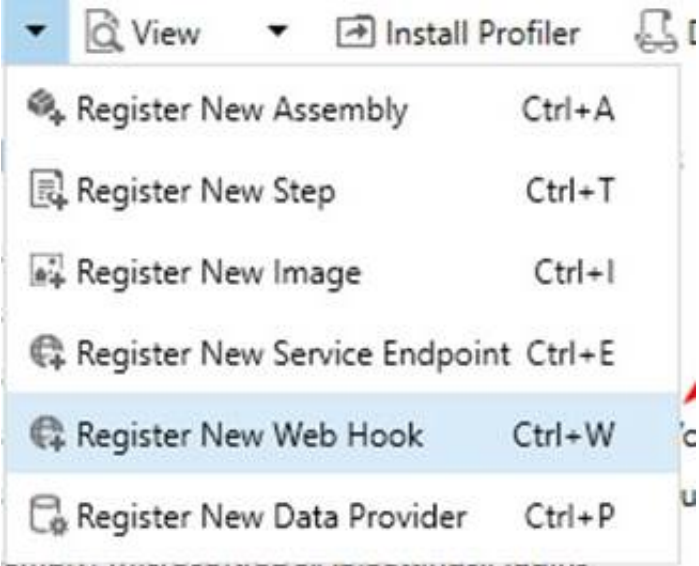 View Install Profiler
Register New Assembly Ctrl+A
Register New Step Ctrl+T
Register New Image Ctrl+I
Register New Service Endpoint Ctrl+E
Register New Web Hook Ctrl+W
Register New Data Provider Ctrl+P